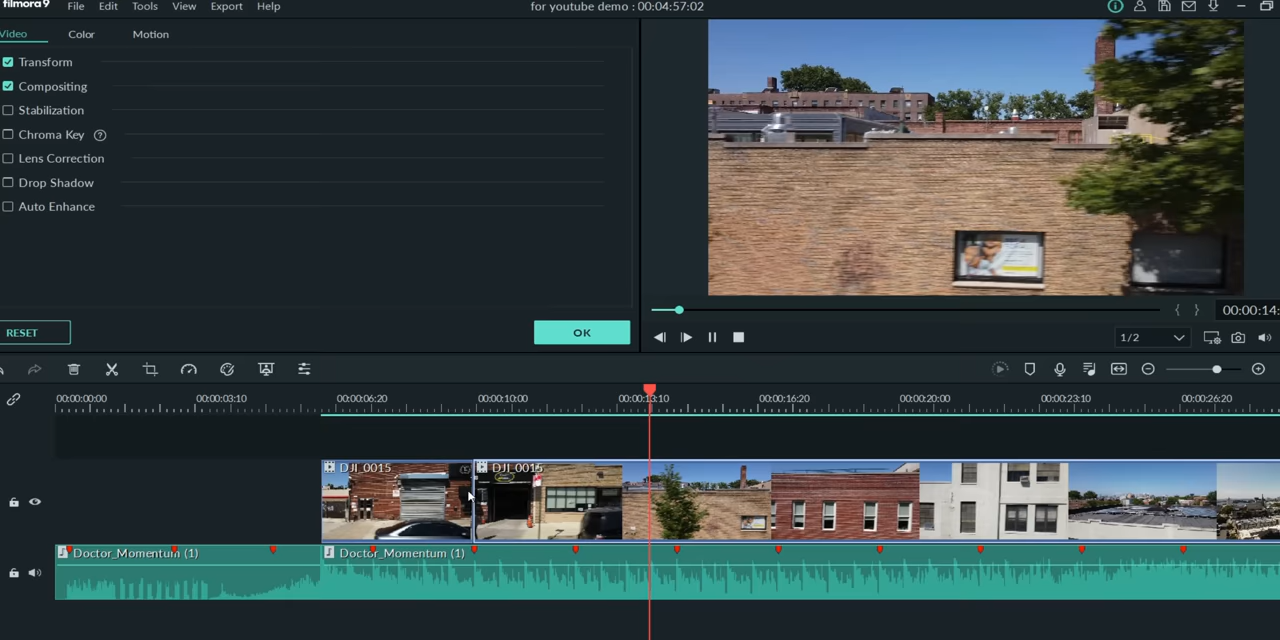 filmora9 File Edit Tools View Export Help for youtube demo : 00:04:57:02
Video Color Motion
Transform
Compositing
Stabilization
Chroma Key ?
Lens Correction
Drop Shadow
Auto Enhance
RESET OK
00:00:14:
1/2
00:00:00:00 00:00:03:10 00:00:06:20 00:00:10:00 00:00:13:10 00:00:16:20 00:00:20:00 00:00:23:10 00:00:26:20
DJI_0015 DJI_0015
Doctor_Momentum (1) Doctor_Momentum (1)